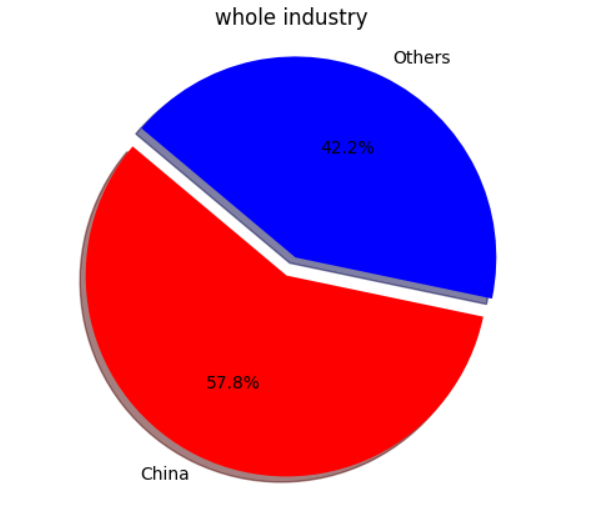 whole industry
Others
42.2%
57.8%
China